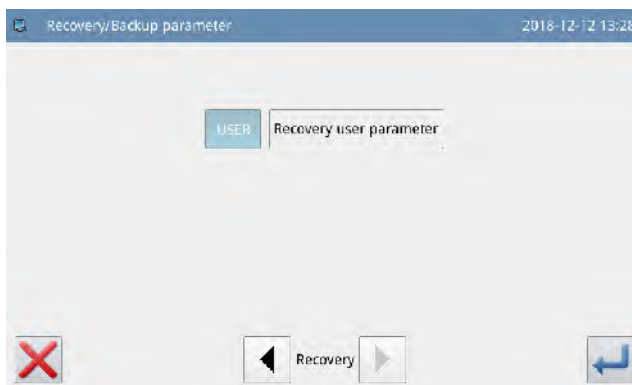 Recovery/Backup parameter 2018-12-12 13:28
USER Recovery user parameter
Recovery